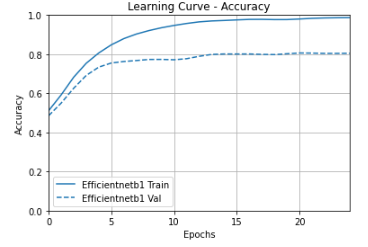 Learning Curve - Accuracy
1.0
0.8
0.6
0.4
0.2
0.0
Accuracy
Efficientnetb1 Train
Efficientnetb1 Val
0 5 10 15 20
Epochs